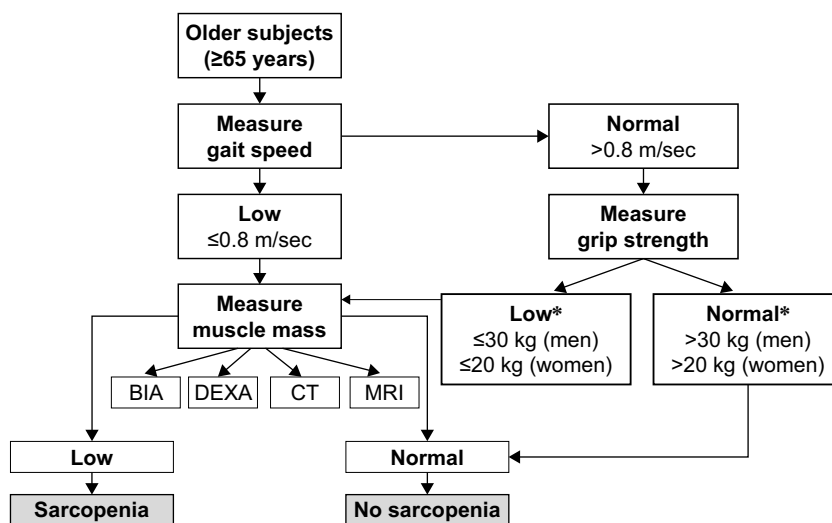 Older subjects
(≥65 years)
Measure
gait speed
Normal
>0.8 m/sec
Low
≤0.8 m/sec
Measure
grip strength
Measure
muscle mass
Low*
≤30 kg (men)
≤20 kg (women)
Normal*
>30 kg (men)
>20 kg (women)
BIA
DEXA
CT
MRI
Low
Normal
Sarcopenia
No sarcopenia